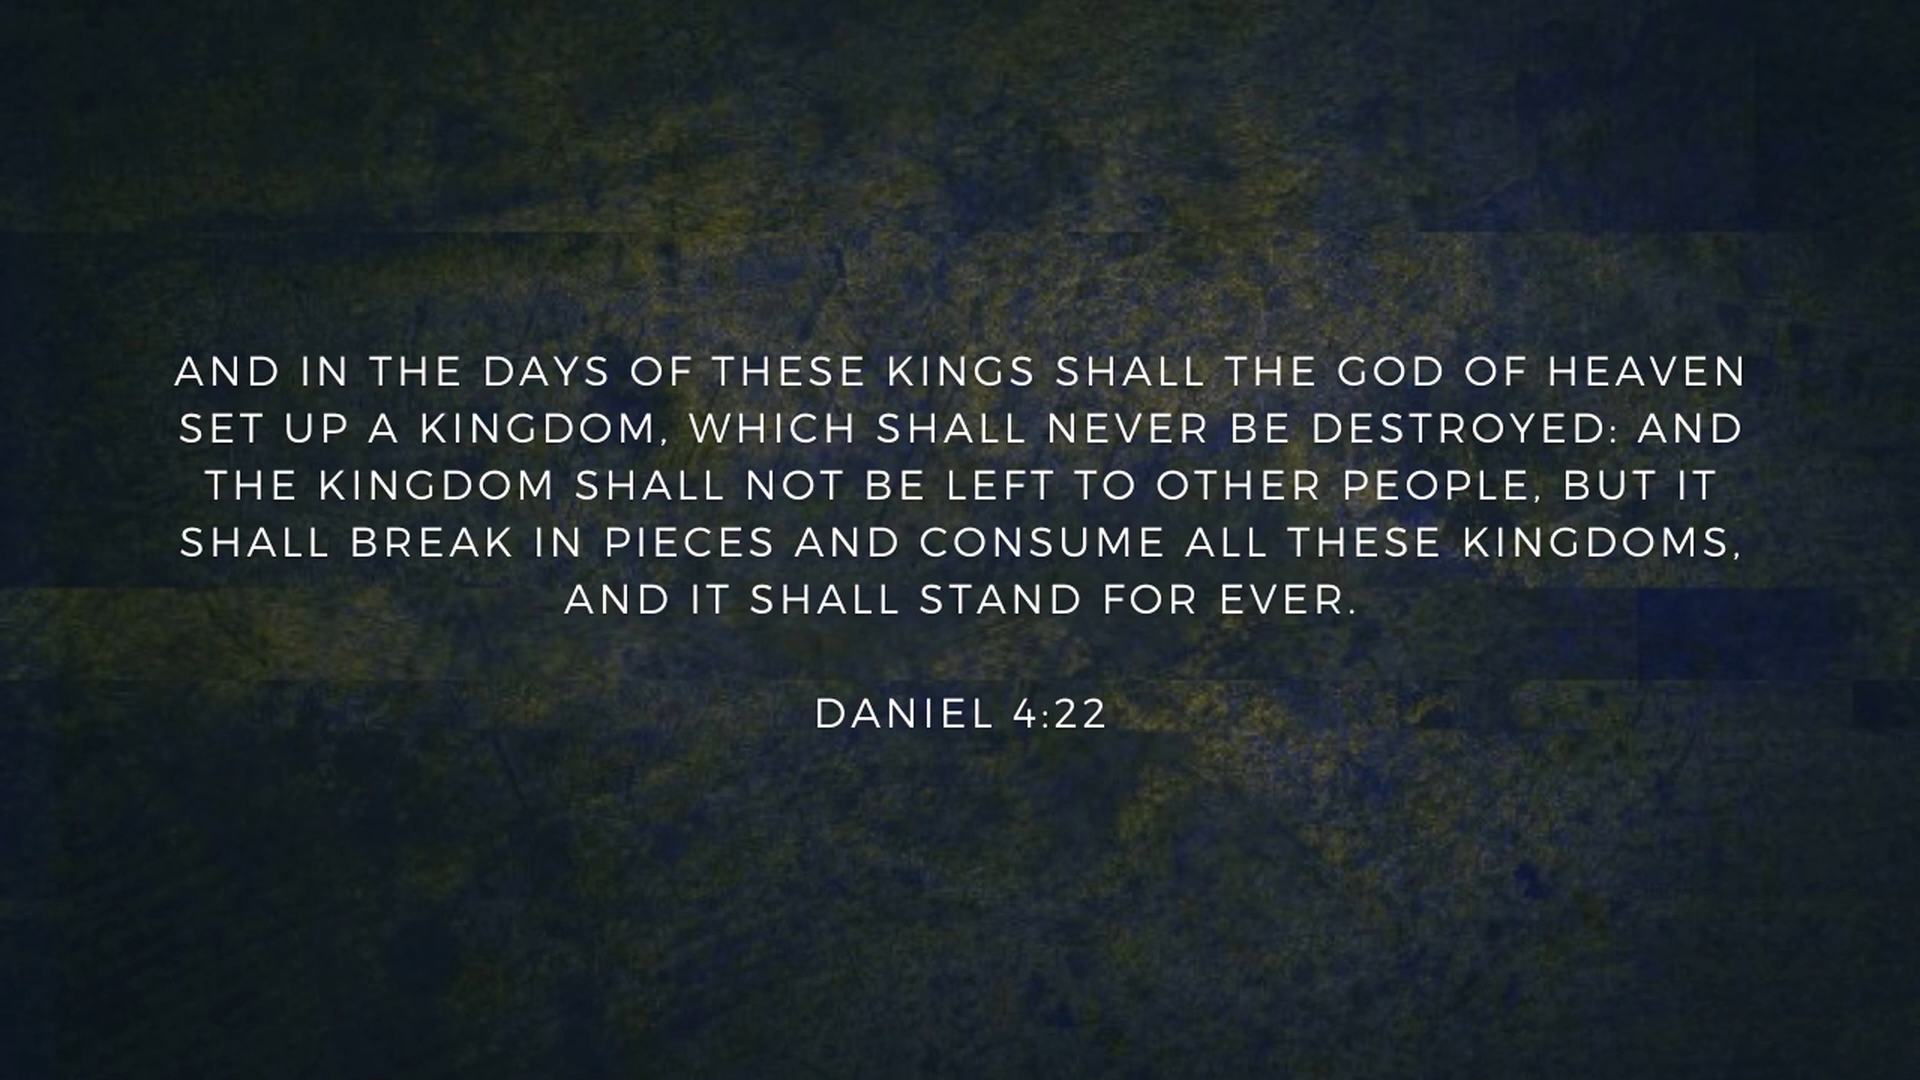 AND IN THE DAYS OF THESE KINGS SHALL THE GOD OF HEAVEN
SET UP A KINGDOM, WHICH SHALL NEVER BE DESTROYED: AND
THE KINGDOM SHALL NOT BE LEFT TO OTHER PEOPLE, BUT IT
SHALL BREAK IN PIECES AND CONSUME ALL THESE KINGDOMS,
AND IT SHALL STAND FOR EVER.
DANIEL 4:22